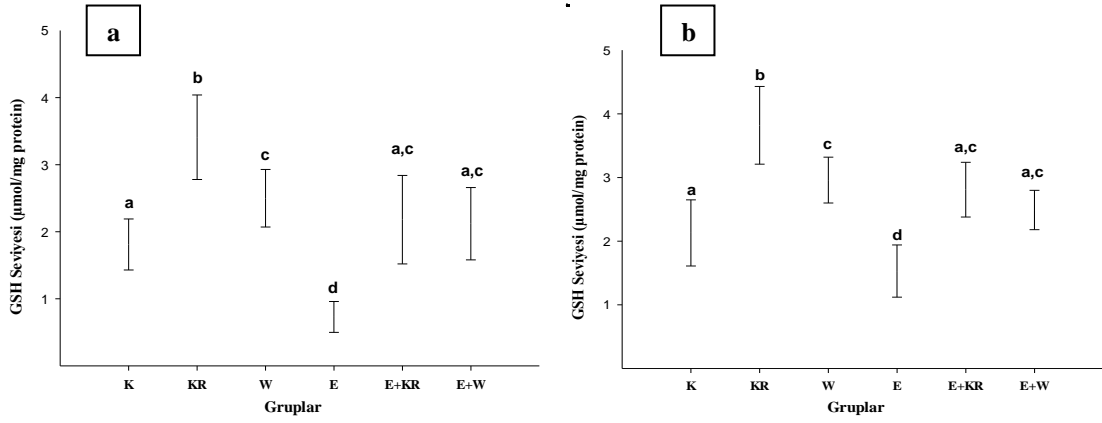 a
GSH Seviyesi (µmol/mg protein)
5
4
3
2
1
a
b
c
d
a,c
a,c
K KR W E E+KR E+W
Gruplar
b
GSH Seviyesi (µmol/mg protein)
5
4
3
2
1
a
b
c
d
a,c
a,c
K KR W E E+KR E+W
Gruplar